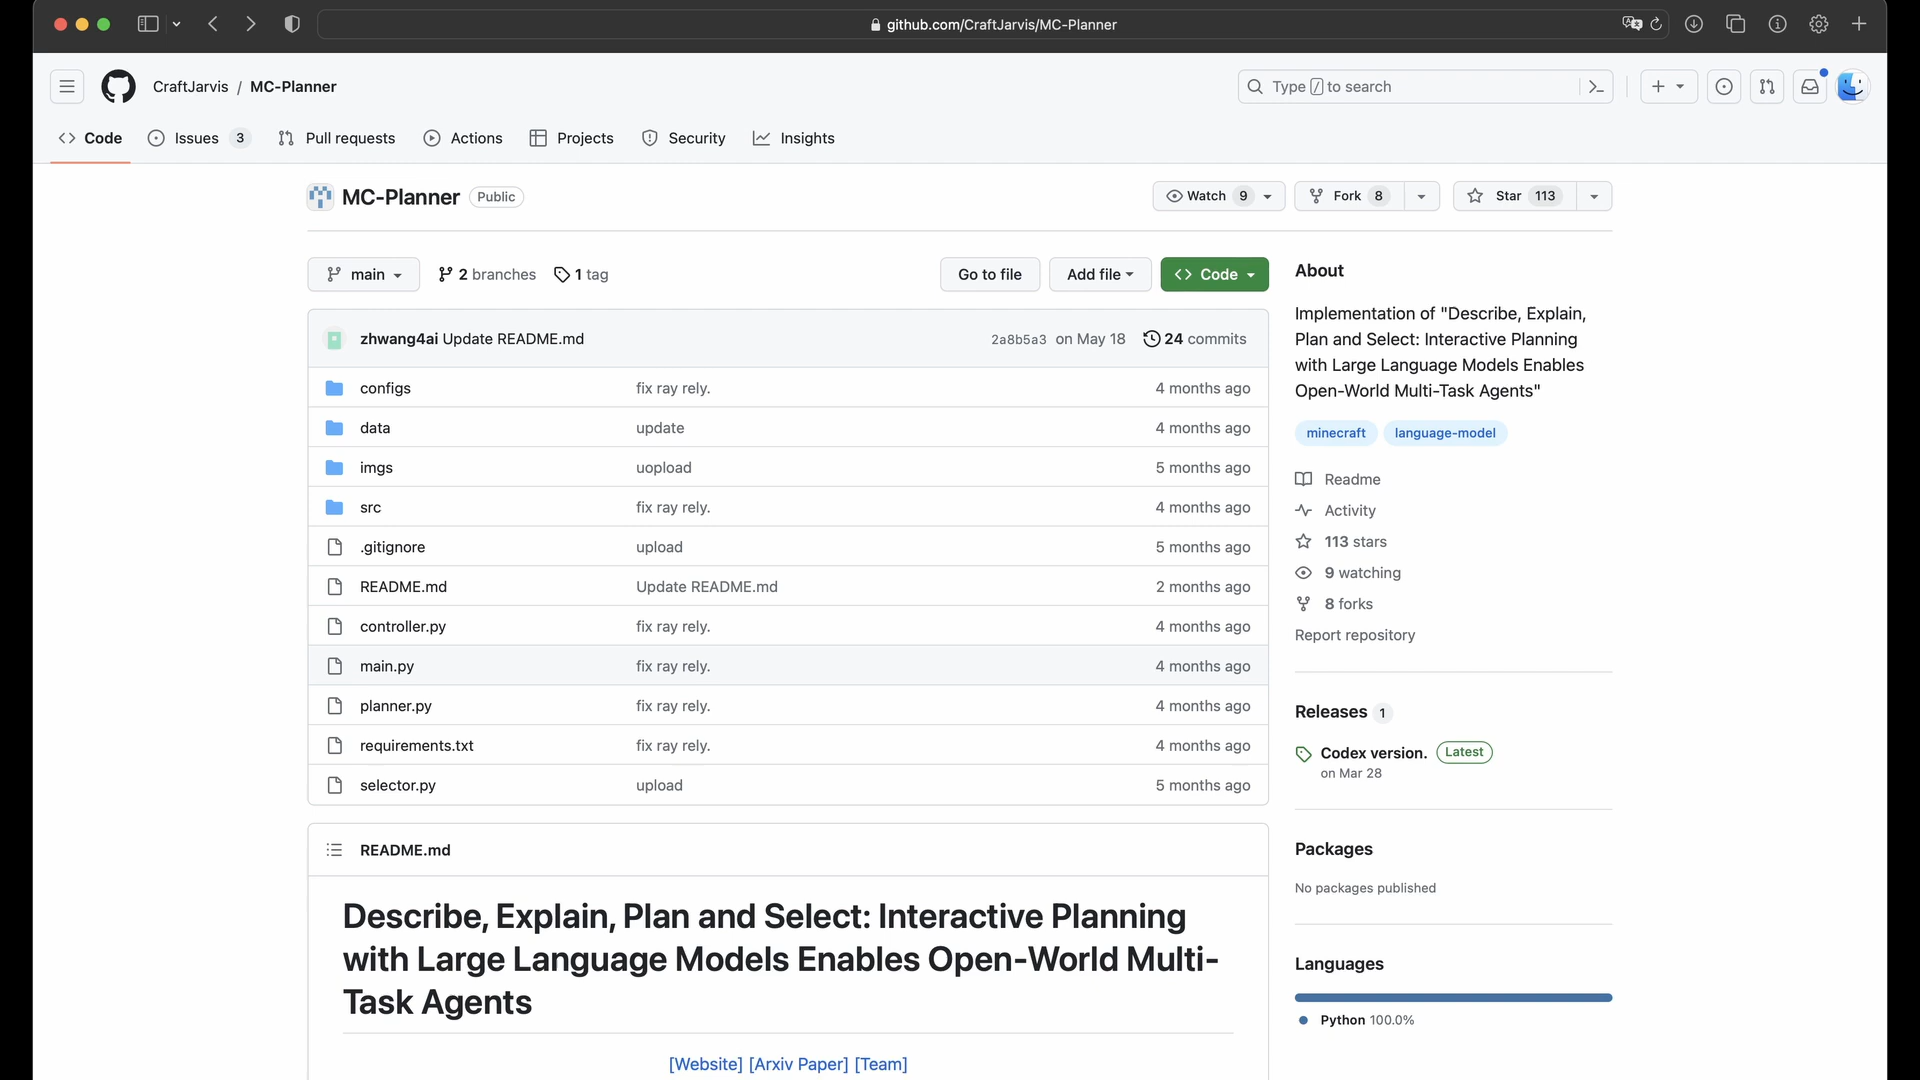 github.com/CraftJarvis/MC-Planner
CraftJarvis / MC-Planner
Type / to search
Code
Issues 3
Pull requests
Actions
Projects
Security
Insights
MC-Planner Public
Watch 9
Fork 8
Star 113
main
2 branches
1 tag
Go to file
Add file
Code
zhwang4ai Update README.md 2a8b5a3 on May 18 24 commits
configs fix ray rely. 4 months ago
data update 4 months ago
imgs uopload 5 months ago
src fix ray rely. 4 months ago
.gitignore upload 5 months ago
README.md Update README.md 2 months ago
controller.py fix ray rely. 4 months ago
main.py fix ray rely. 4 months ago
planner.py fix ray rely. 4 months ago
requirements.txt fix ray rely. 4 months ago
selector.py upload 5 months ago
README.md
Describe, Explain, Plan and Select: Interactive Planning
with Large Language Models Enables Open-World Multi-
Task Agents
[Website] [Arxiv Paper] [Team]
About
Implementation of "Describe, Explain,
Plan and Select: Interactive Planning
with Large Language Models Enables
Open-World Multi-Task Agents"
minecraft language-model
Readme
Activity
113 stars
9 watching
8 forks
Report repository
Releases 1
Codex version. Latest
on Mar 28
Packages
No packages published
Languages
Python 100.0%